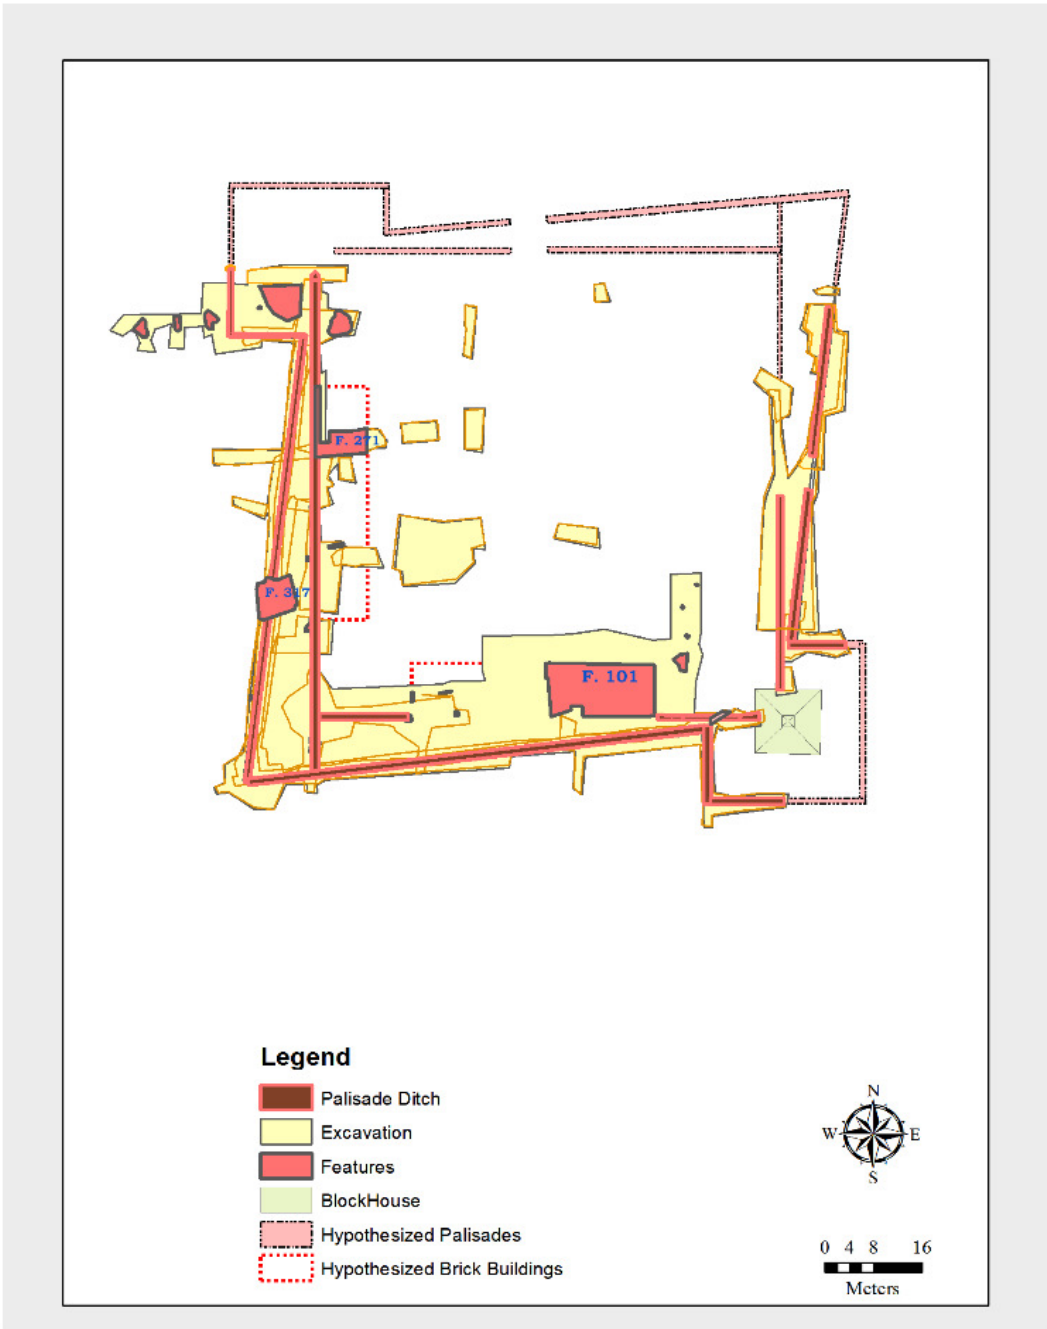 F. 271
F. 317
F. 101
Legend
Palisade Ditch
Excavation
Features
BlockHouse
Hypothesized Palisades
Hypothesized Brick Buildings
N
W E
S
0 4 8 16
Meters